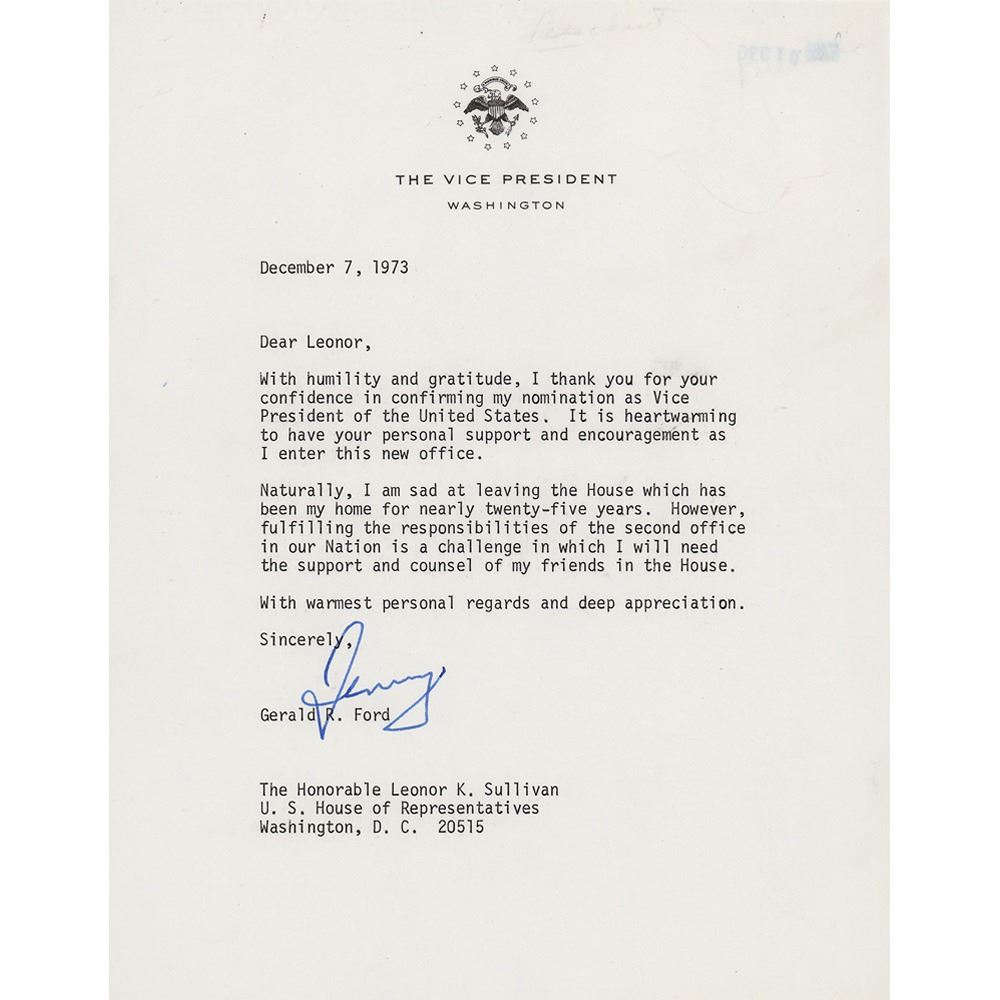 DEC 10
THE VICE PRESIDENT
WASHINGTON
December 7, 1973
Dear Leonor,
With humility and gratitude, I thank you for your
confidence in confirming my nomination as Vice
President of the United States.  It is heartwarming
to have your personal support and encouragement as
I enter this new office.
Naturally, I am sad at leaving the House which has
been my home for nearly twenty-five years.  However,
fulfilling the responsibilities of the second office
in our Nation is a challenge in which I will need
the support and counsel of my friends in the House.
With warmest personal regards and deep appreciation.
Sincerely,
Jerry
Gerald R. Ford
The Honorable Leonor K. Sullivan
U. S. House of Representatives
Washington, D. C.  20515